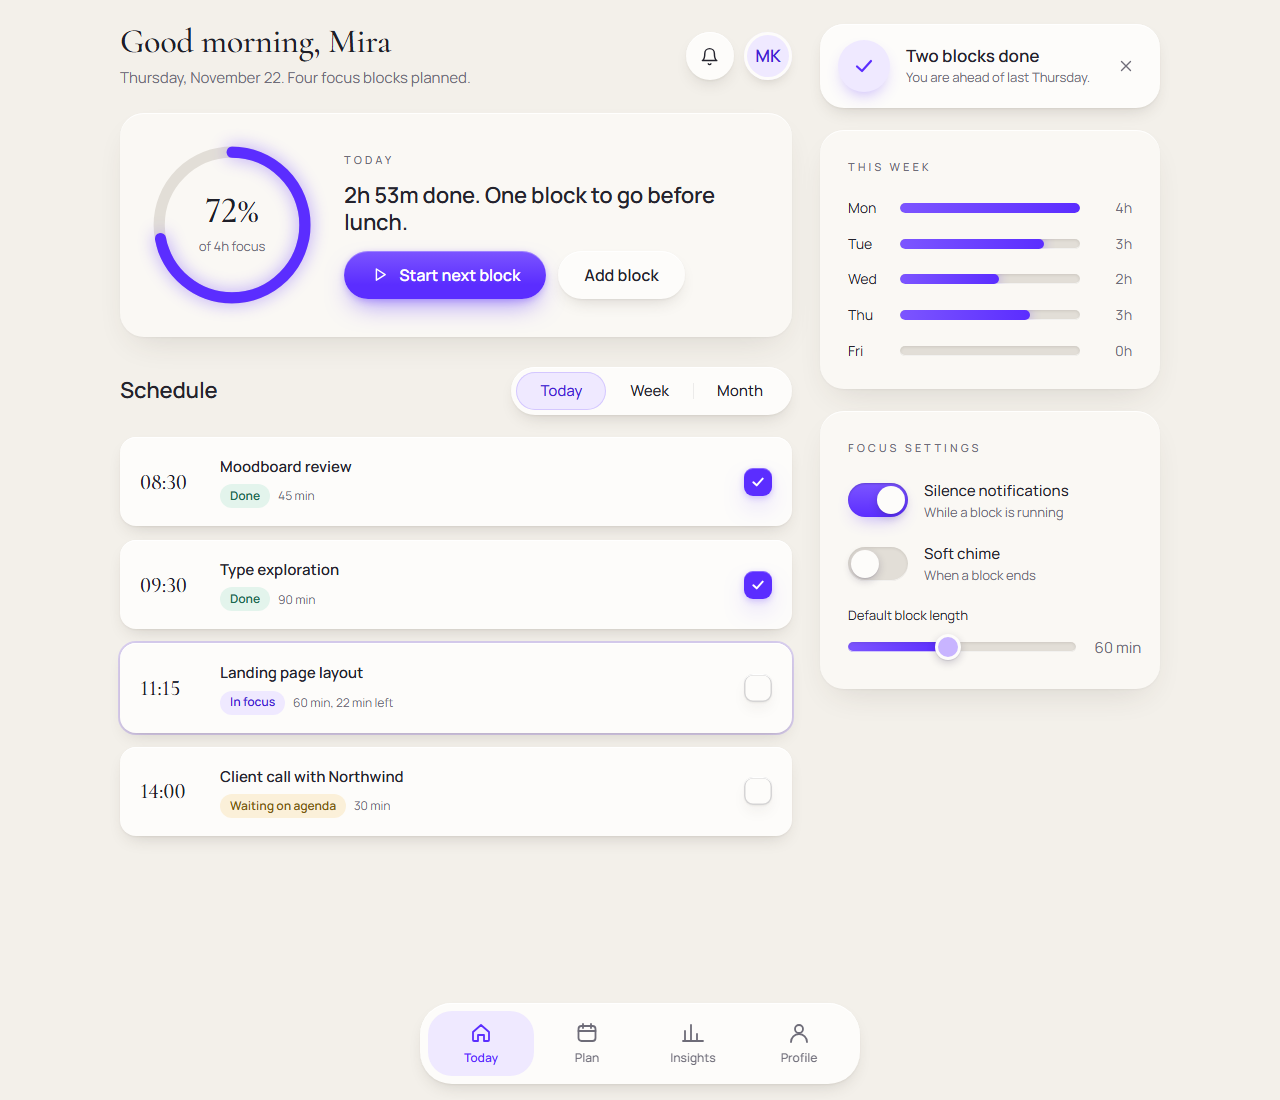 Good morning, Mira
Thursday, November 22. Four focus blocks planned.
MK
72%
of 4h focus
TODAY
2h 53m done. One block to go before
lunch.
Start next block
Add block
Schedule
Today
Week
Month
08:30
Moodboard review
Done
45 min
09:30
Type exploration
Done
90 min
11:15
Landing page layout
In focus
60 min, 22 min left
14:00
Client call with Northwind
Waiting on agenda
30 min
Two blocks done
You are ahead of last Thursday.
THIS WEEK
Mon
4h
Tue
3h
Wed
2h
Thu
3h
Fri
0h
FOCUS SETTINGS
Silence notifications
While a block is running
Soft chime
When a block ends
Default block length
60 min
Today
Plan
Insights
Profile